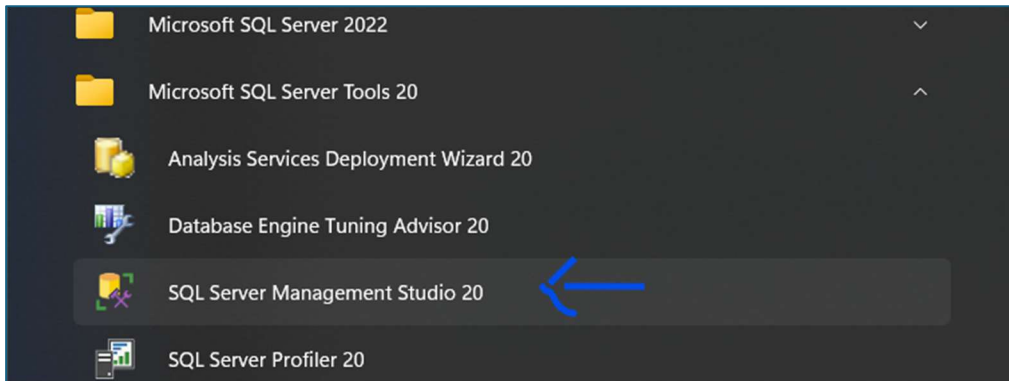 Microsoft SQL Server 2022
Microsoft SQL Server Tools 20
Analysis Services Deployment Wizard 20
Database Engine Tuning Advisor 20
SQL Server Management Studio 20
SQL Server Profiler 20